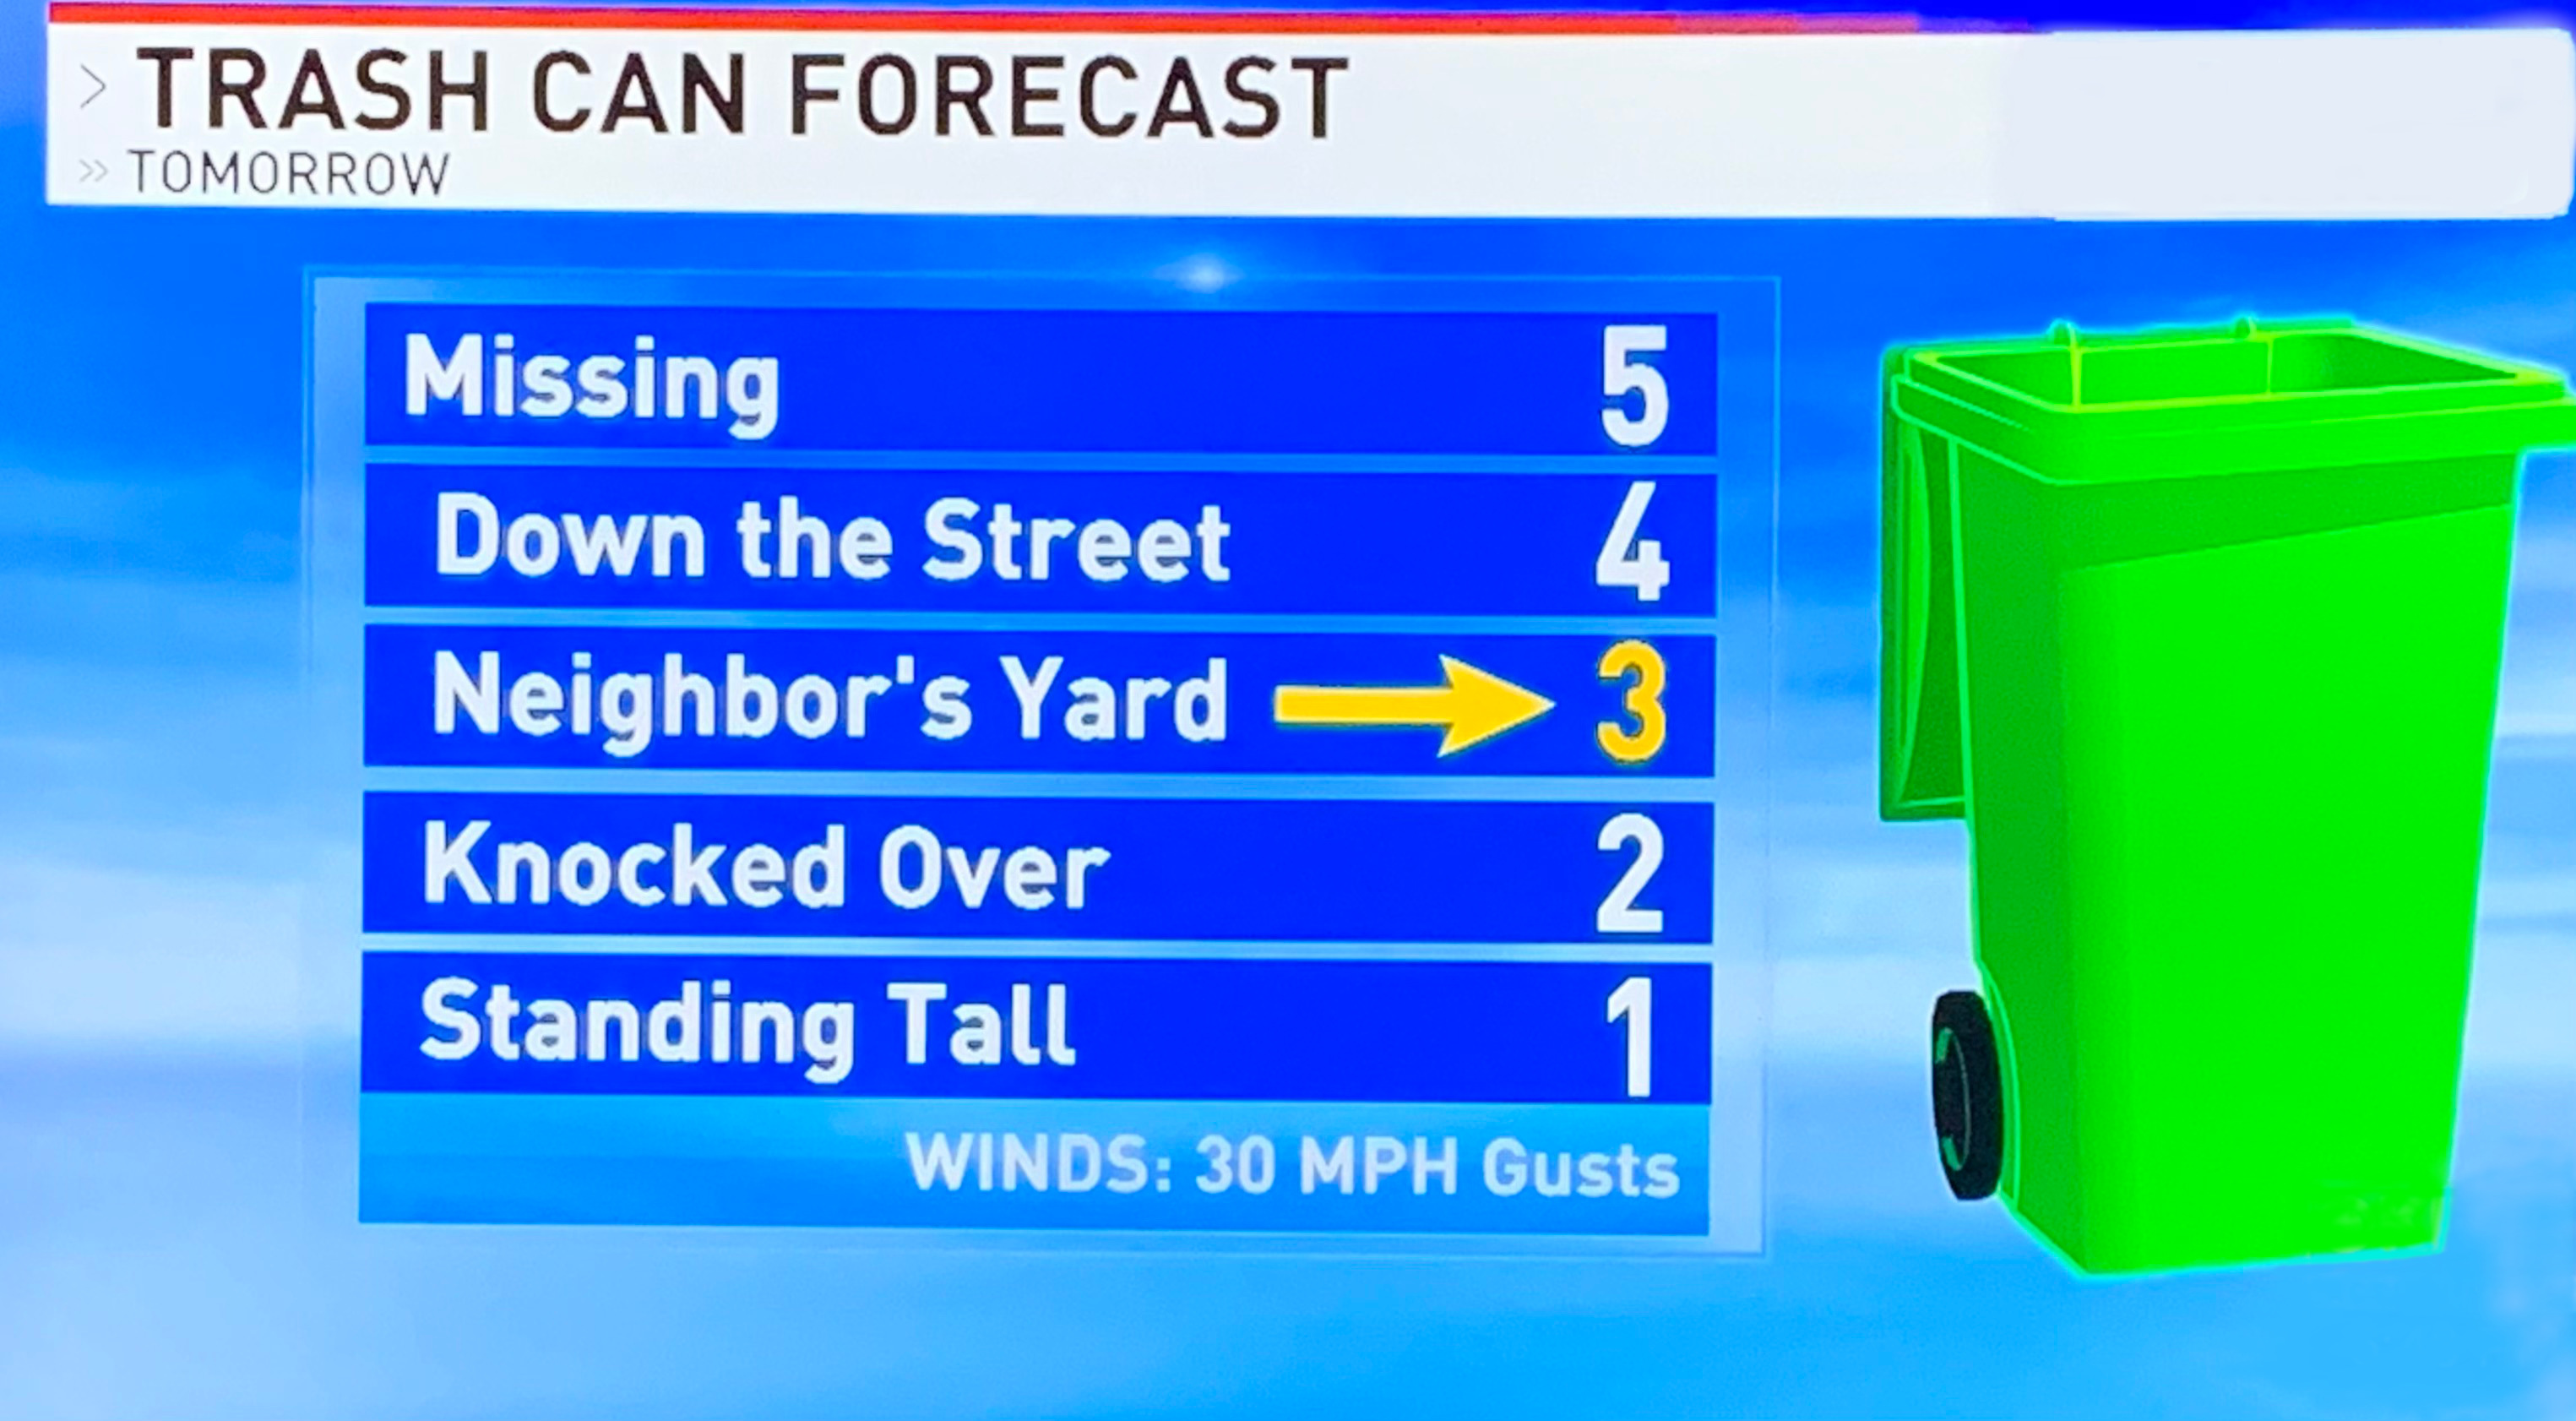 > TRASH CAN FORECAST
>> TOMORROW
Missing 5
Down the Street 4
Neighbor's Yard 3
Knocked Over 2
Standing Tall 1
WINDS: 30 MPH Gusts